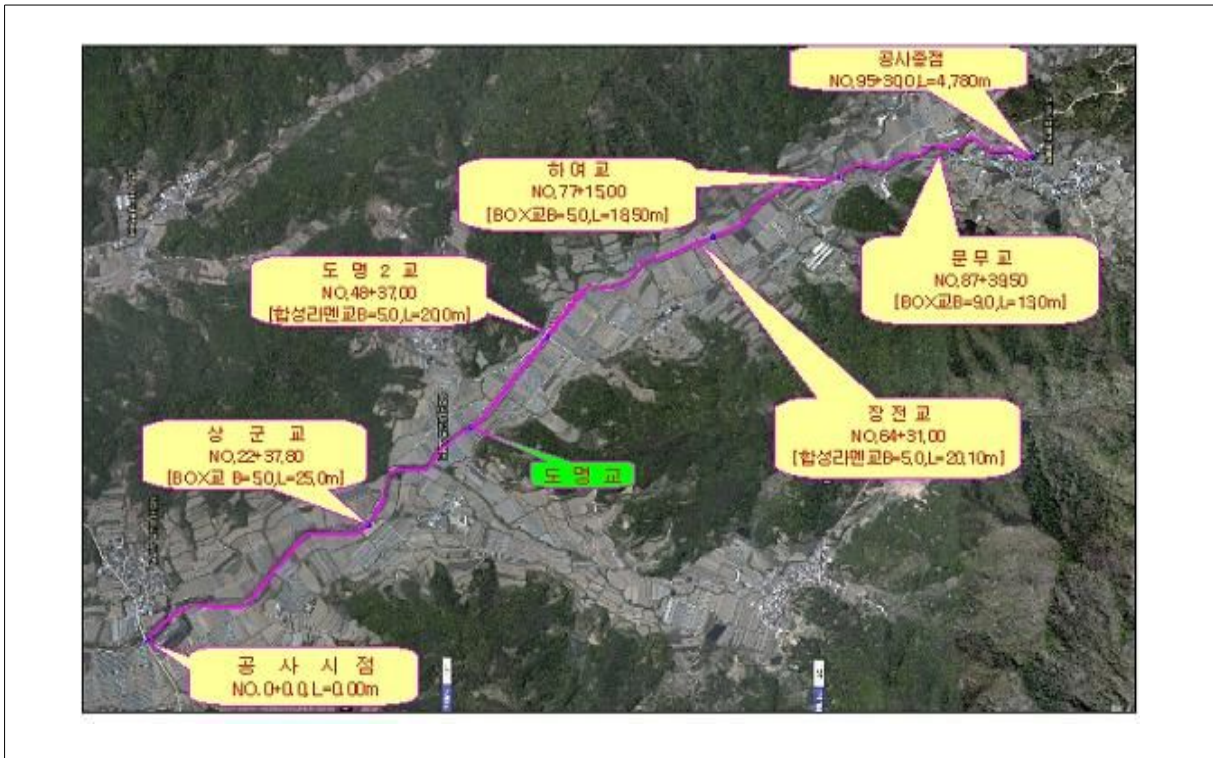 공사종점
NO,95+30,0,L=4,780m
하 여 교
NO,77+15,00
[BOX교B=5,0,L=18,50m]
문 무 교
NO,87+39,50
[BOX교B=9,0,L=13,0m]
도 명 2 교
NO,48+37,00
[합성라멘교B=5,0,L=20,0m]
장 전 교
NO,64+31,00
[합성라멘교B=5,0,L=20,10m]
상 군 교
NO,22+37,80
[BOX교 B=5,0,L=25,0m]
도 명 교
공 사 시 점
NO.0+0.0,L=0.00m